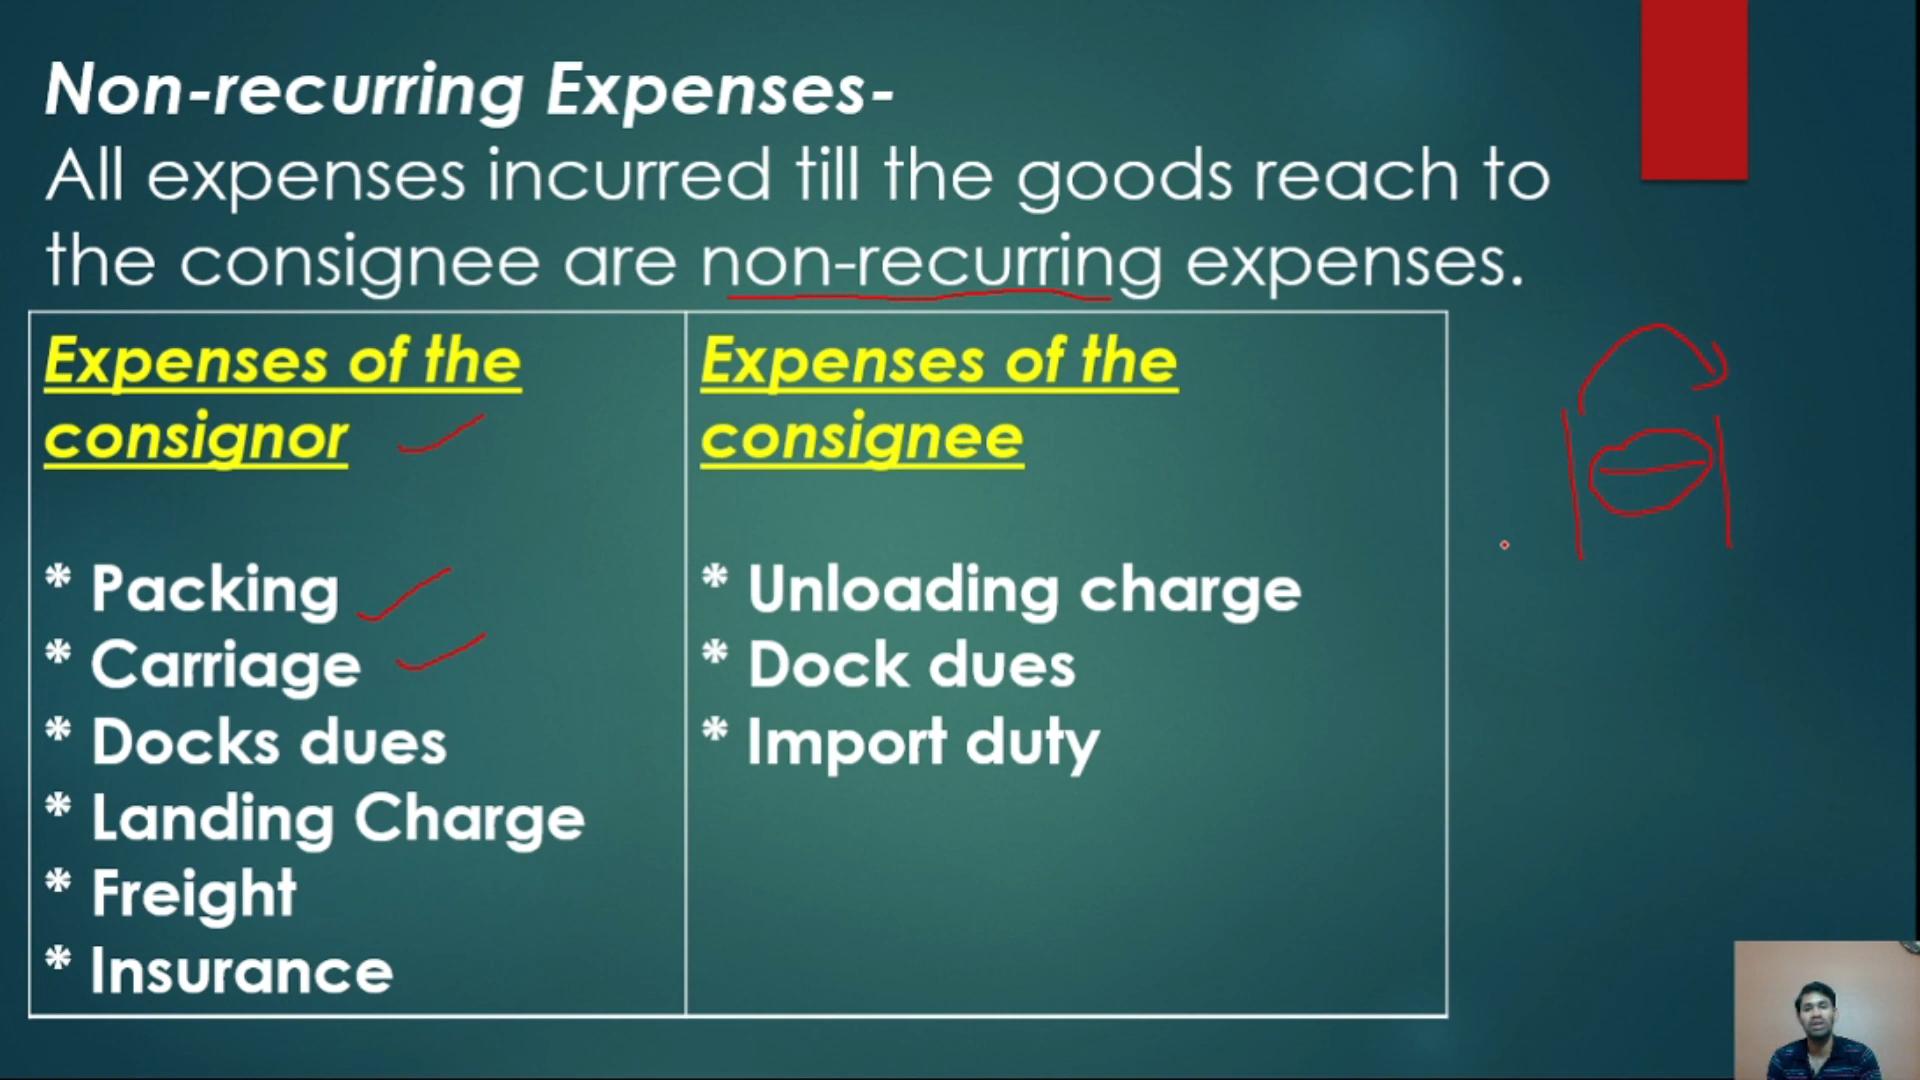 Non-recurring Expenses-
All expenses incurred till the goods reach to
the consignee are non-recurring expenses.
Expenses of the
consignor
* Packing
* Carriage
* Docks dues
* Landing Charge
* Freight
* Insurance
Expenses of the
consignee
* Unloading charge
* Dock dues
* Import duty